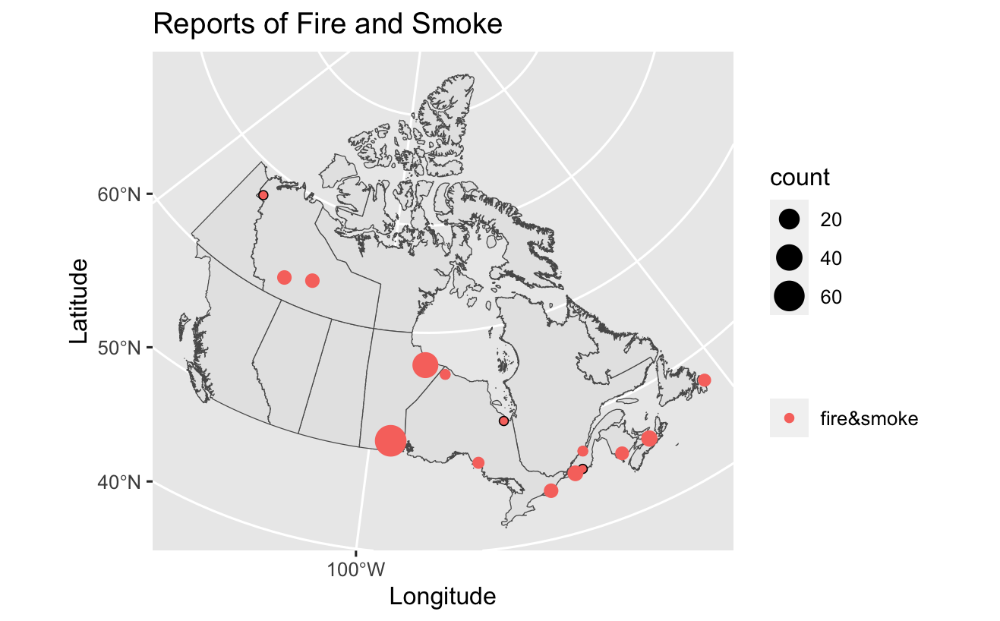 Reports of Fire and Smoke
60°N
50°N
40°N
Latitude
100°W
Longitude
count
20
40
60
fire&smoke